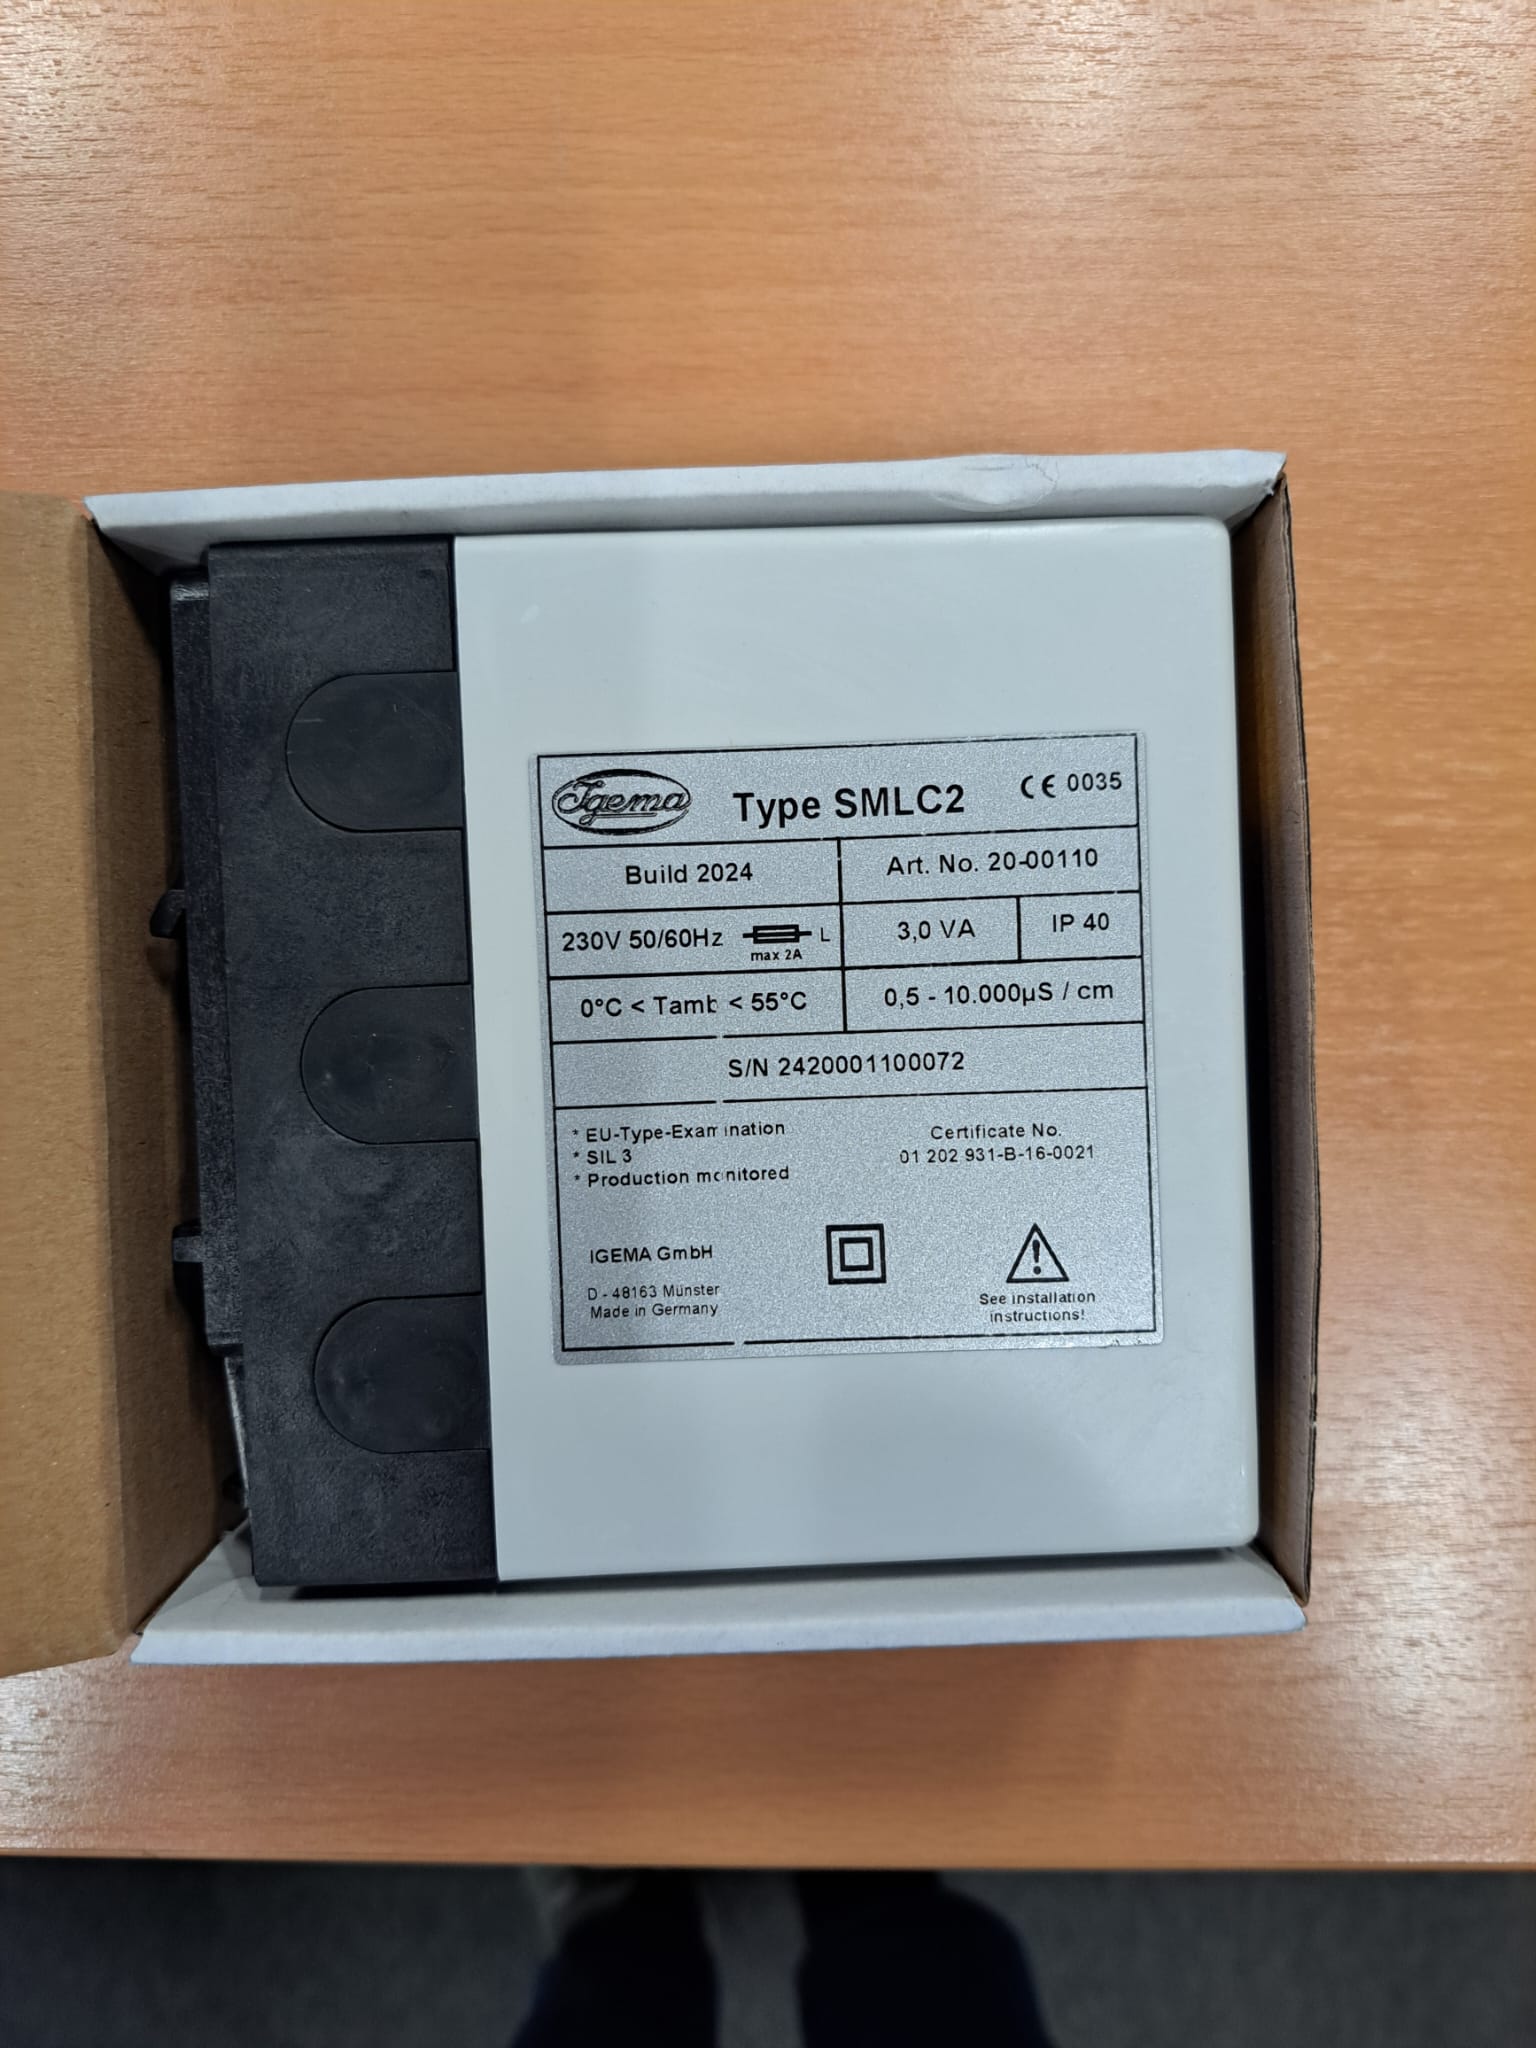 Igema
Type SMLC2
CE 0035
Build 2024
Art. No. 20-00110
230V 50/60Hz
L
max 2A
3,0 VA
IP 40
0°C < Tamb < 55°C
0,5 - 10.000µS / cm
S/N 2420001100072
* EU-Type-Examination
* SIL 3
* Production monitored
Certificate No.
01 202 931-B-16-0021
IGEMA GmbH
D - 48163 Münster
Made in Germany
See installation
instructions!